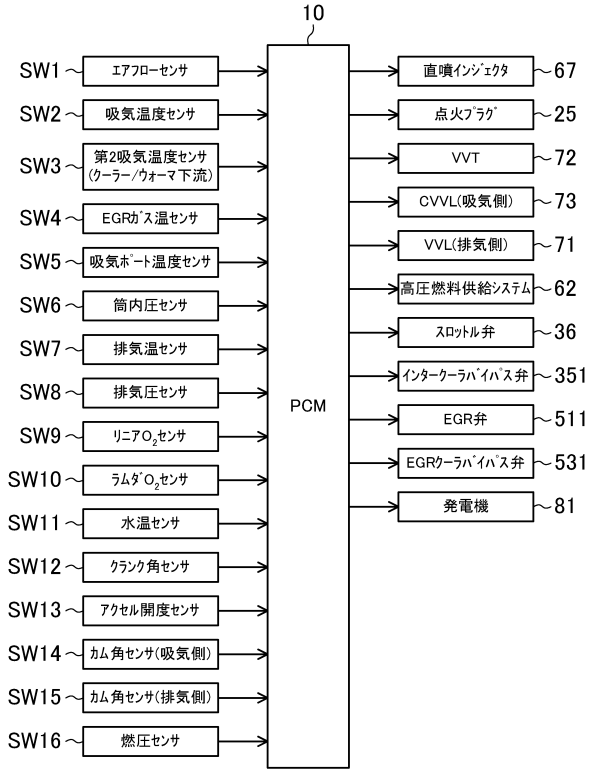 10
SW1
エアフローセンサ
SW2
吸気温度センサ
SW3
第2吸気温度センサ
(クーラー/ウォーマ下流)
SW4
EGRガス温センサ
SW5
吸気ポート温度センサ
SW6
筒内圧センサ
SW7
排気温センサ
SW8
排気圧センサ
SW9
リニアO2センサ
SW10
ラムダO2センサ
SW11
水温センサ
SW12
クランク角センサ
SW13
アクセル開度センサ
SW14
カム角センサ(吸気側)
SW15
カム角センサ(排気側)
SW16
燃圧センサ
PCM
直噴インジェクタ
67
点火プラグ
25
VVT
72
CVVL(吸気側)
73
VVL(排気側)
71
高圧燃料供給システム
62
スロットル弁
36
インタークーラバイパス弁
351
EGR弁
511
EGRクーラバイパス弁
531
発電機
81